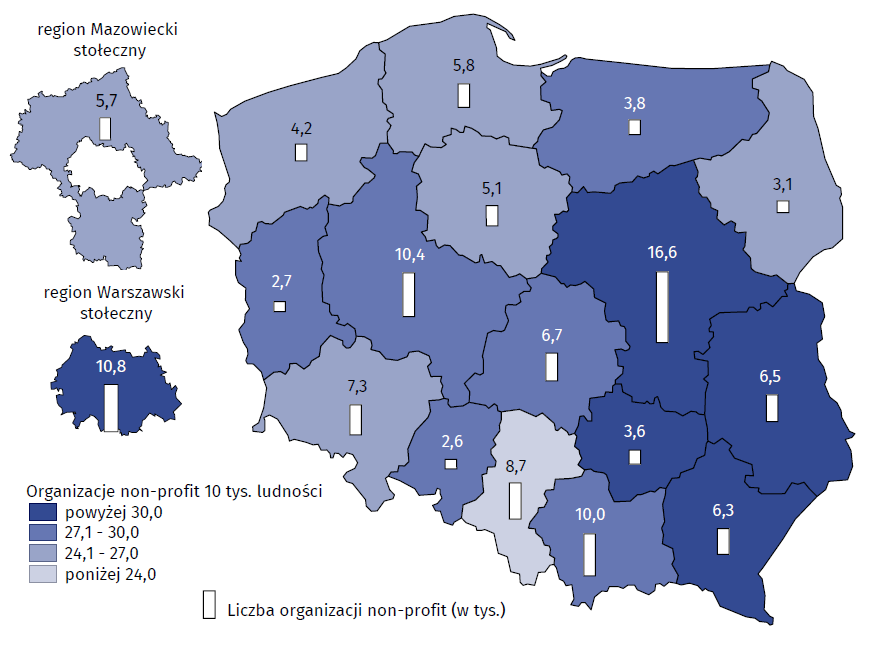 region Mazowiecki
stołeczny
5,7
region Warszawski
stołeczny
10,8
5,8
3,8
4,2
3,1
5,1
16,6
10,4
2,7
6,7
7,3
6,5
2,6
3,6
8,7
10,0
6,3
Organizacje non-profit 10 tys. ludności
powyżej 30,0
27,1 - 30,0
24,1 - 27,0
poniżej 24,0
Liczba organizacji non-profit (w tys.)